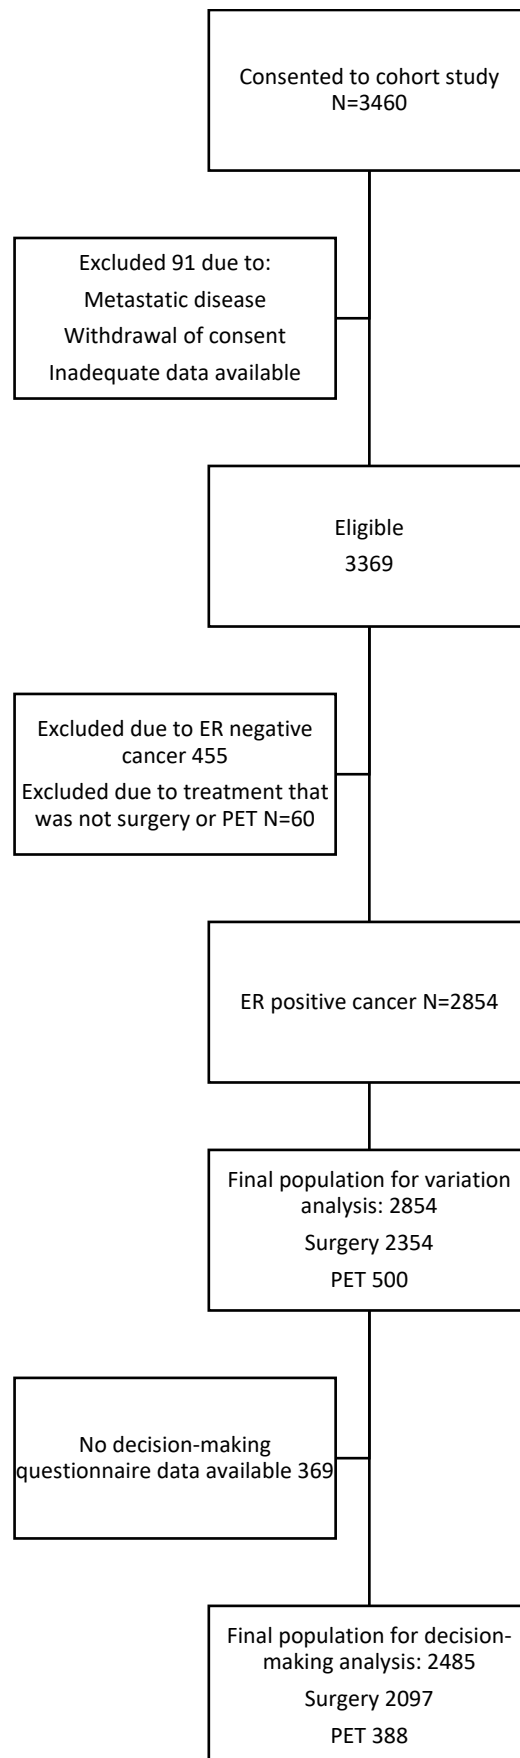 Consented to cohort study
N=3460
Excluded 91 due to:
Metastatic disease
Withdrawal of consent
Inadequate data available
Eligible
3369
Excluded due to ER negative
cancer 455
Excluded due to treatment that
was not surgery or PET N=60
ER positive cancer N=2854
Final population for variation
analysis: 2854
Surgery 2354
PET 500
No decision-making
questionnaire data available 369
Final population for decision-
making analysis: 2485
Surgery 2097
PET 388